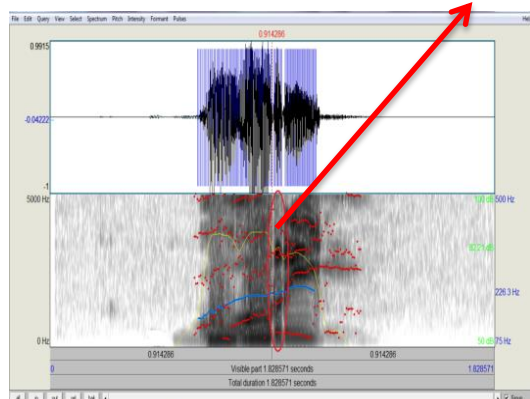 File Edit Query View Select Spectrum Pitch Intensity Formant Pulses Hel
0.914286
0.9915
-0.04222
-1
5000 Hz 100 dB 500 Hz
226.3 Hz
0 Hz 50 dB 75 Hz
0.914286 0.914286
0 Visible part 1.828571 seconds 1.828571
Total duration 1.828571 seconds